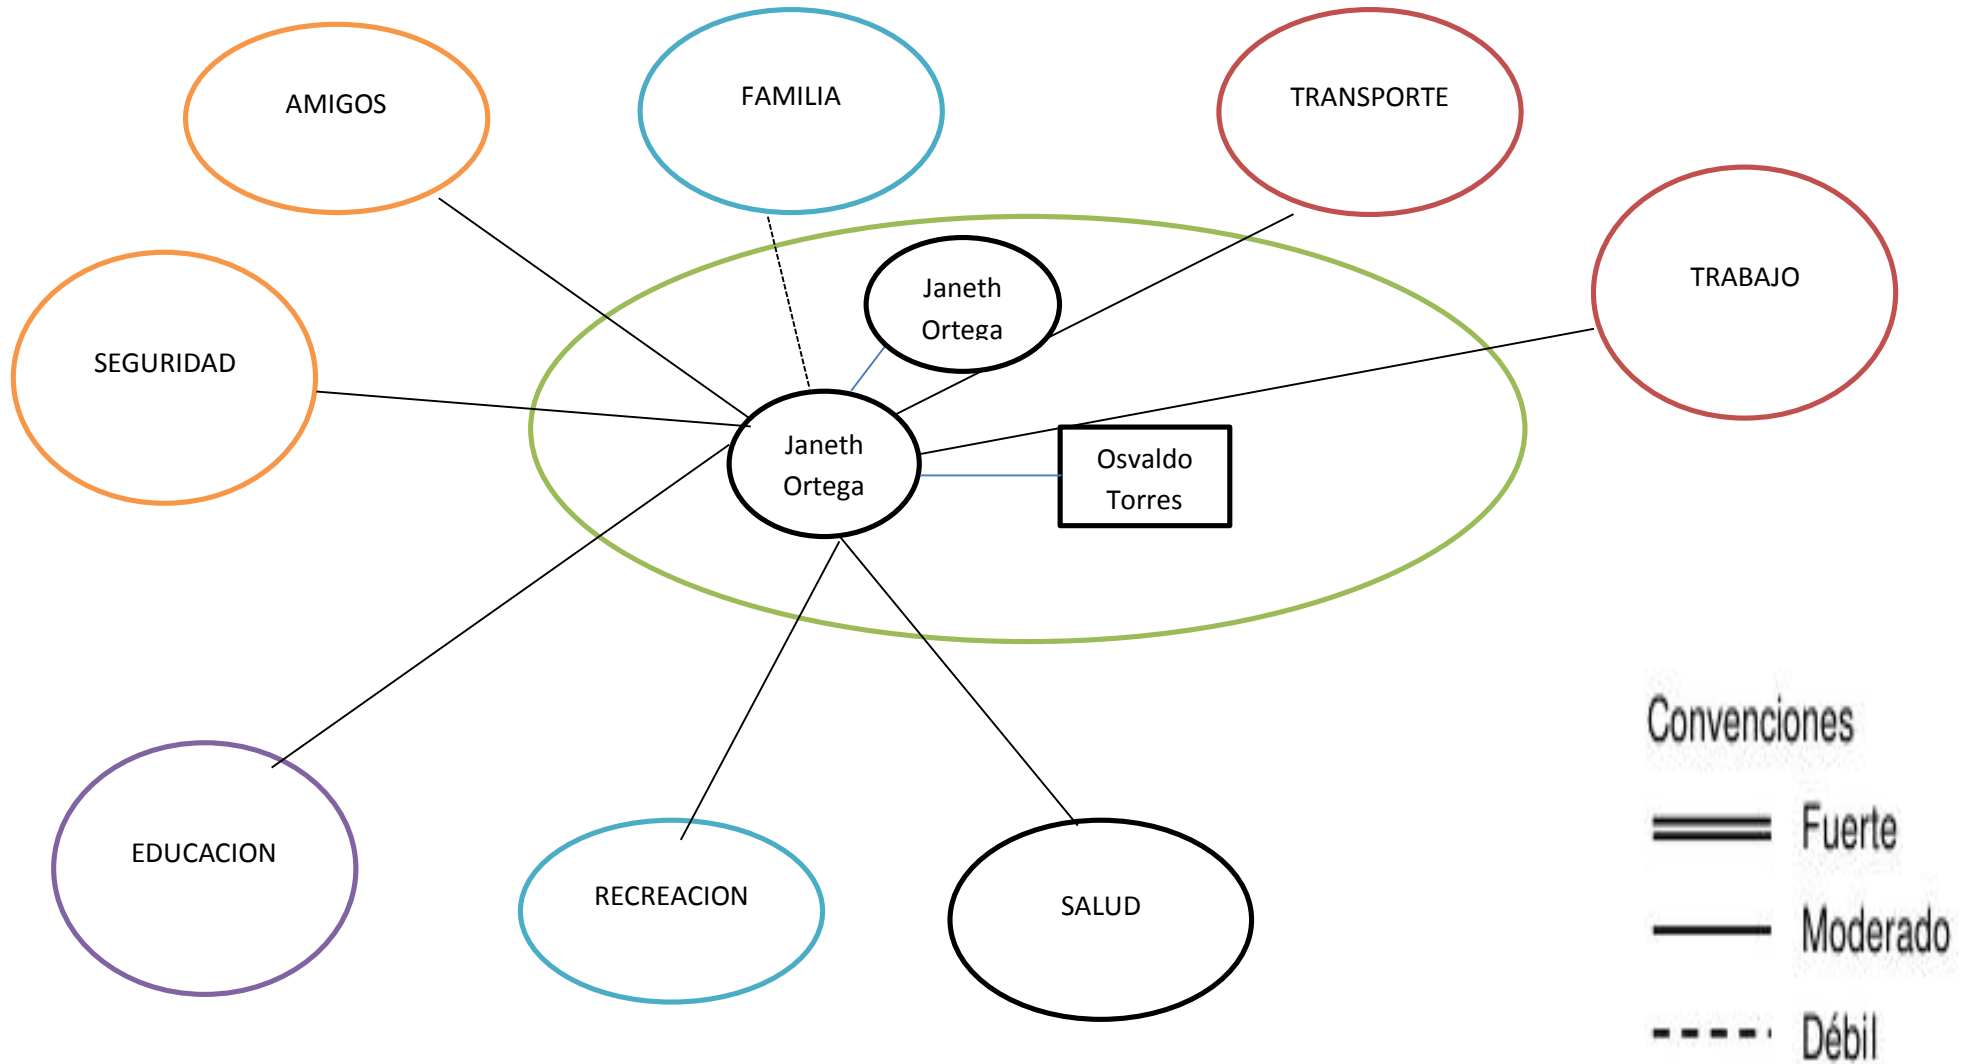 AMIGOS
FAMILIA
TRANSPORTE
TRABAJO
SEGURIDAD
Janeth
Ortega
Janeth
Ortega
Osvaldo
Torres
EDUCACION
RECREACION
SALUD
Convenciones
Fuerte
Moderado
Débil